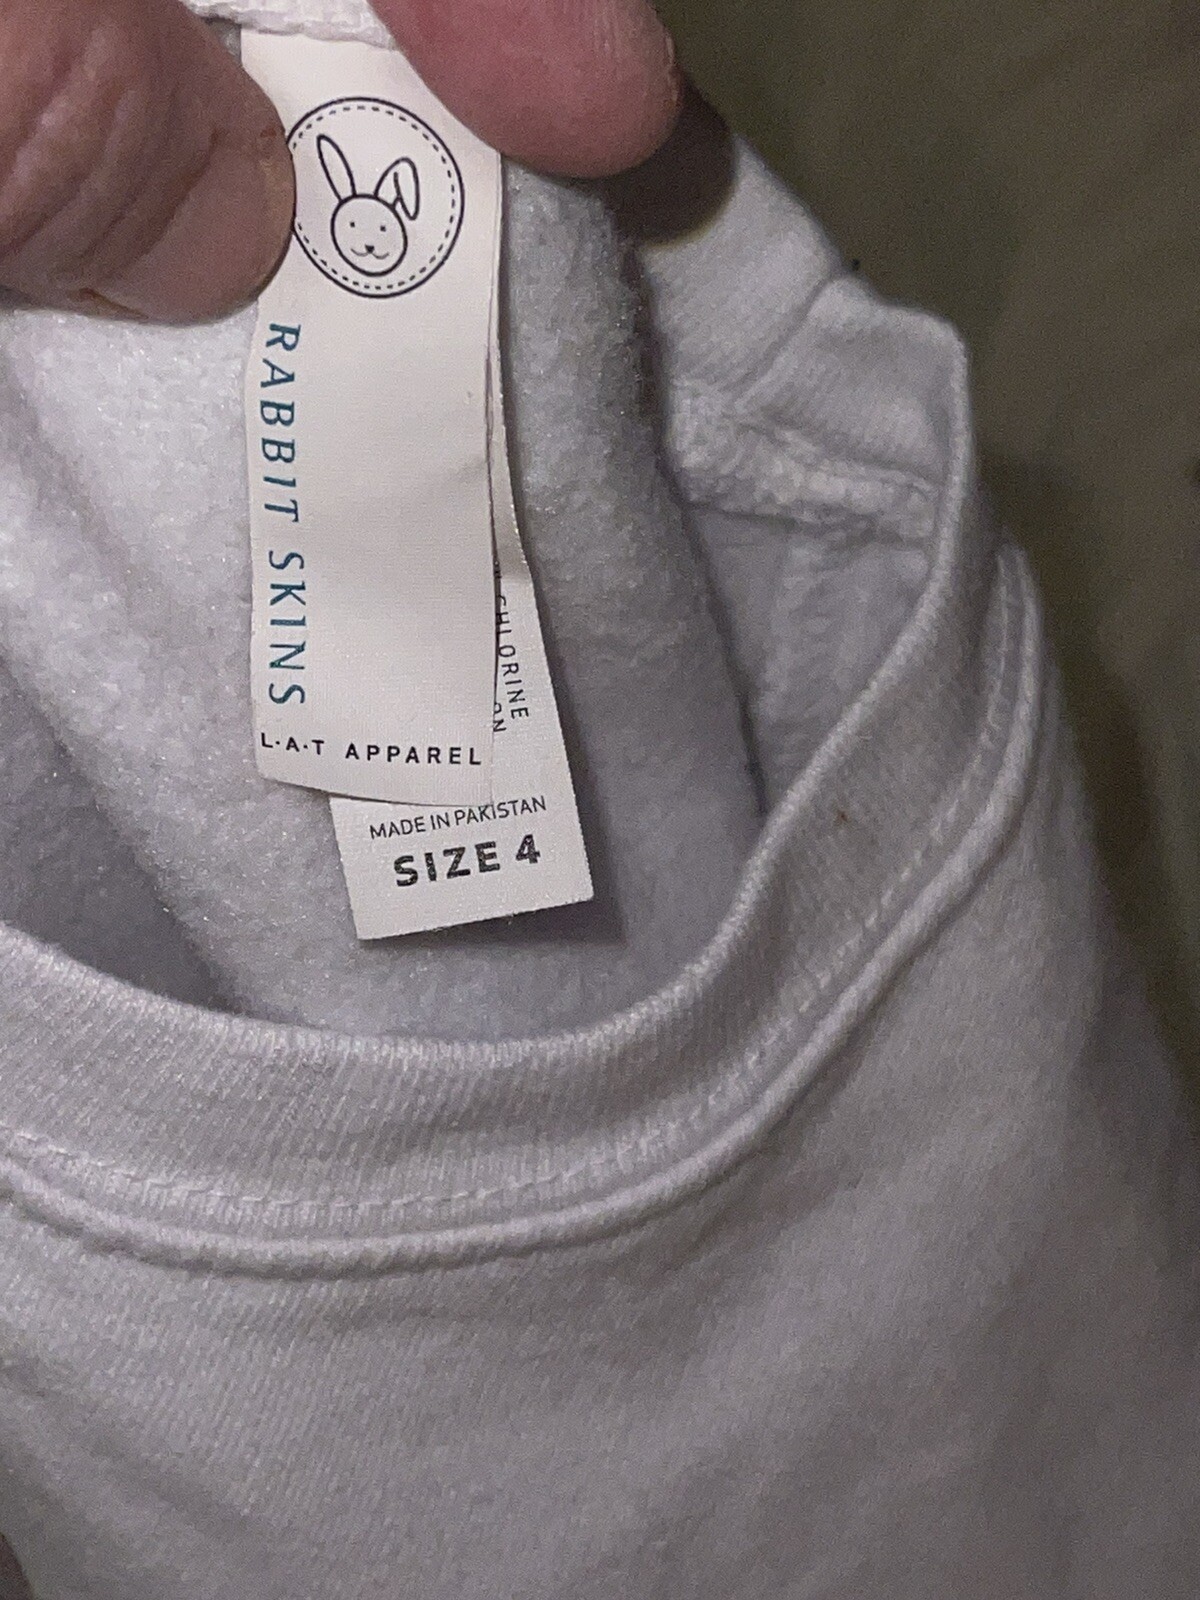 RABBIT SKINS
L·A·T APPAREL
CHLORINE
MADE IN PAKISTAN
SIZE 4